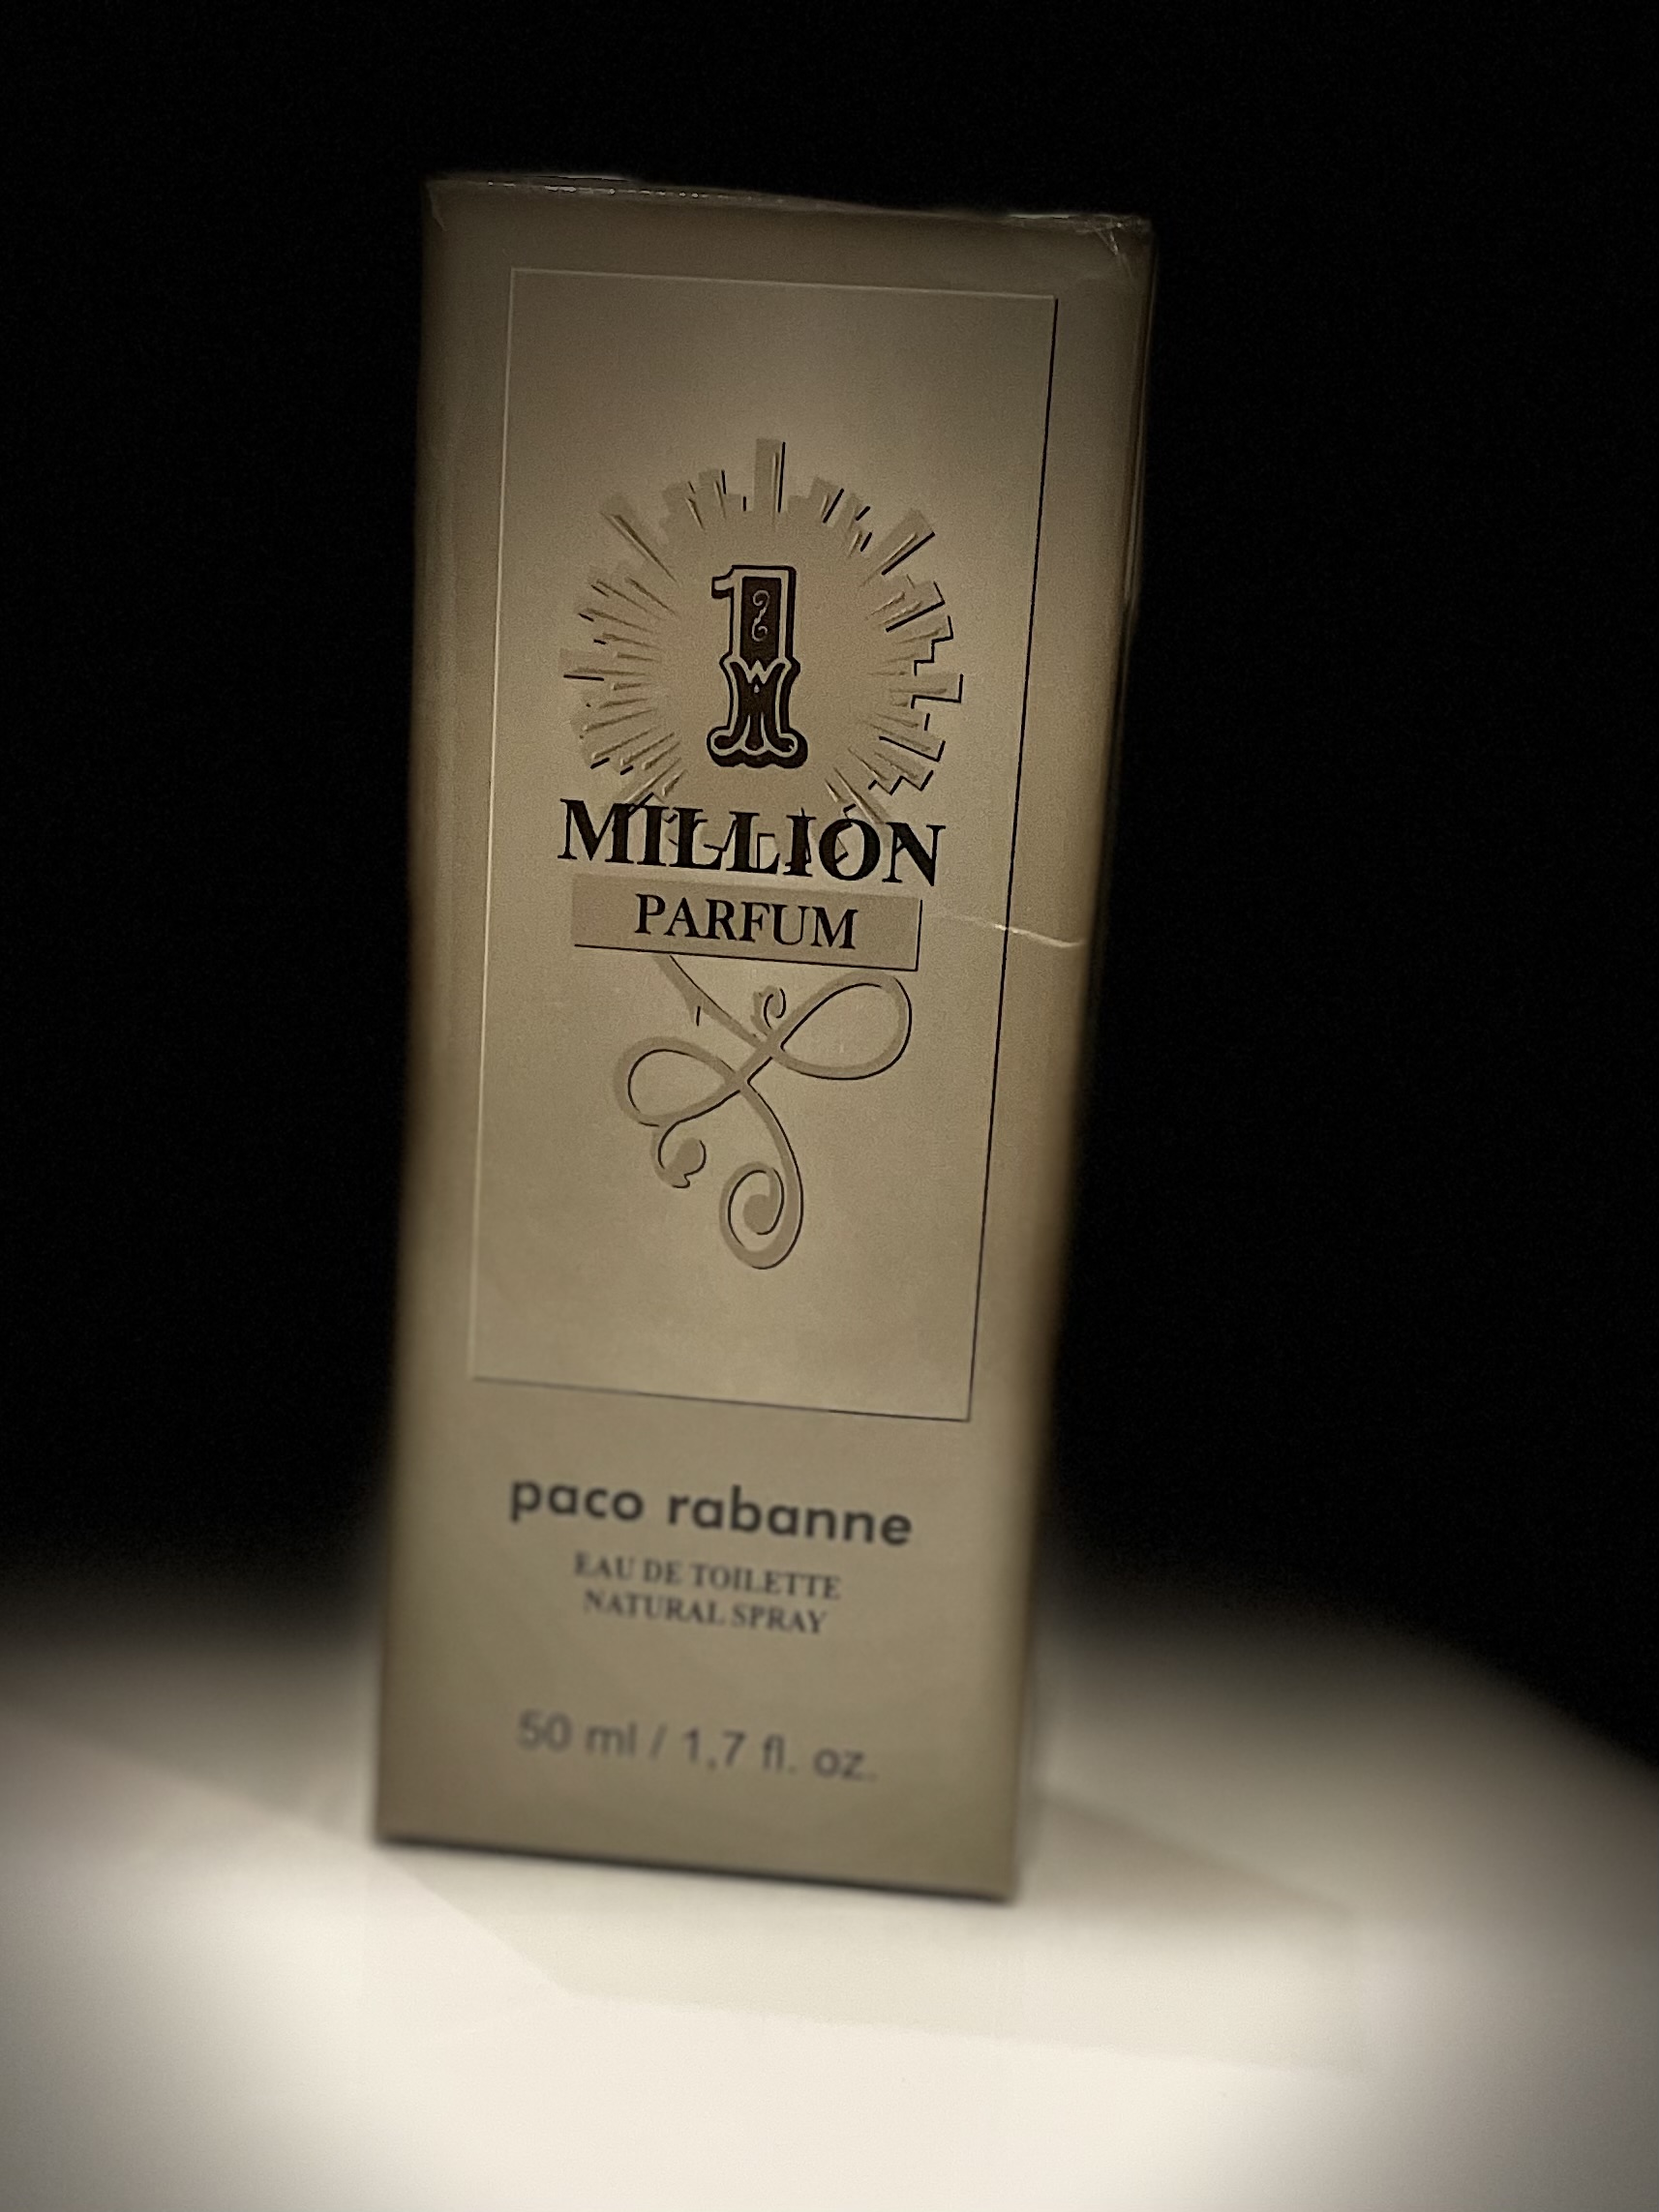 1
MILLION
PARFUM
paco rabanne
EAU DE TOILETTE
NATURAL SPRAY
50 ml / 1,7 fl. oz.